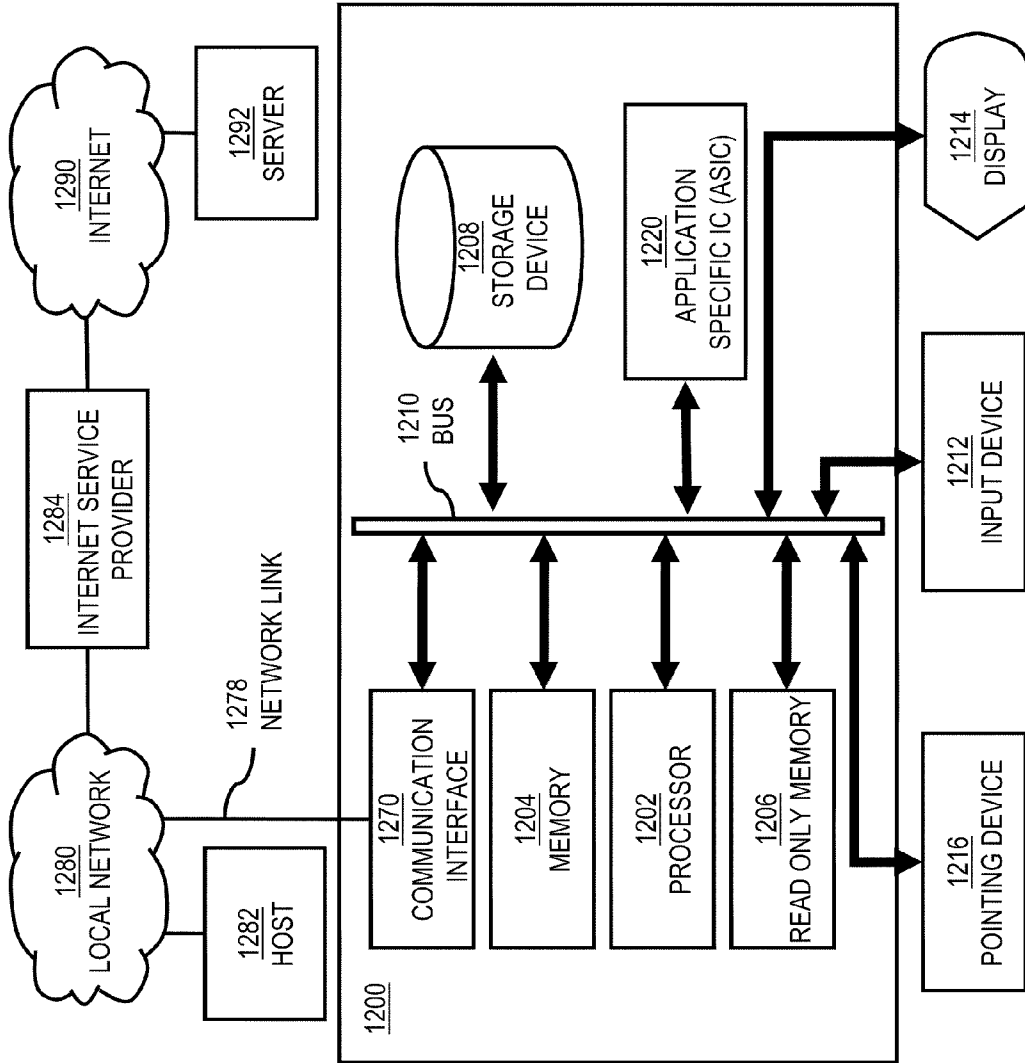 1280
LOCAL NETWORK
1284
INTERNET SERVICE
PROVIDER
1290
INTERNET
1282
HOST
1278
NETWORK LINK
1292
SERVER
1200
1270
COMMUNICATION
INTERFACE
1204
MEMORY
1202
PROCESSOR
1206
READ ONLY MEMORY
1210
BUS
1208
STORAGE
DEVICE
1220
APPLICATION
SPECIFIC IC (ASIC)
1216
POINTING DEVICE
1212
INPUT DEVICE
1214
DISPLAY